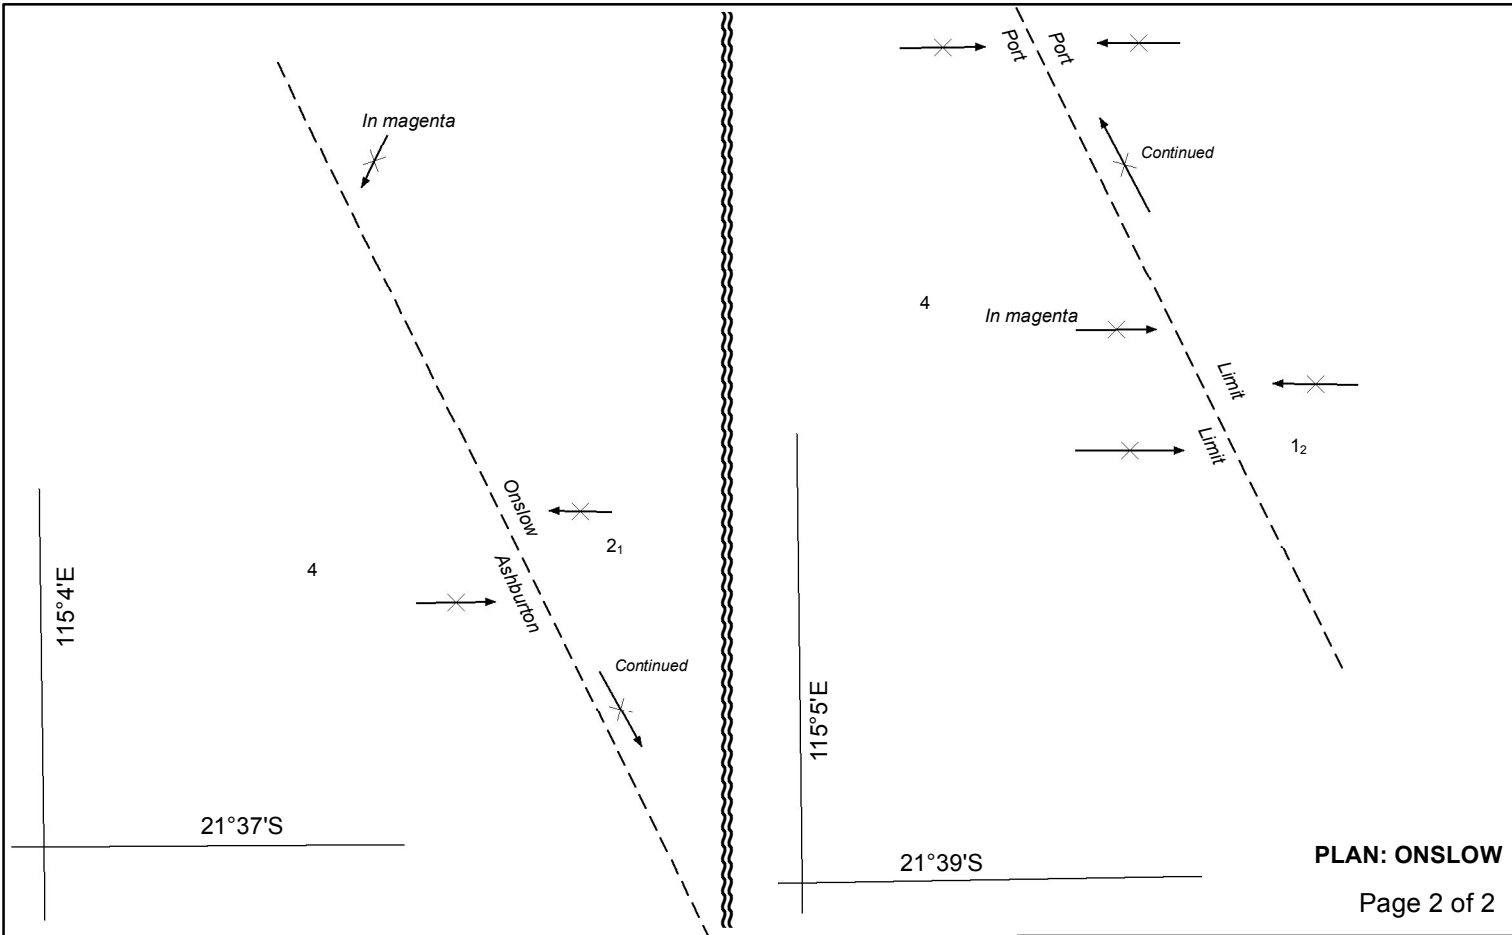 In magenta
Onslow
2₁
4
Ashburton
115°4'E
Continued
21°37'S
Port
Port
Continued
4
In magenta
Limit
Limit
1₂
115°5'E
21°39'S
PLAN: ONSLOW
Page 2 of 2